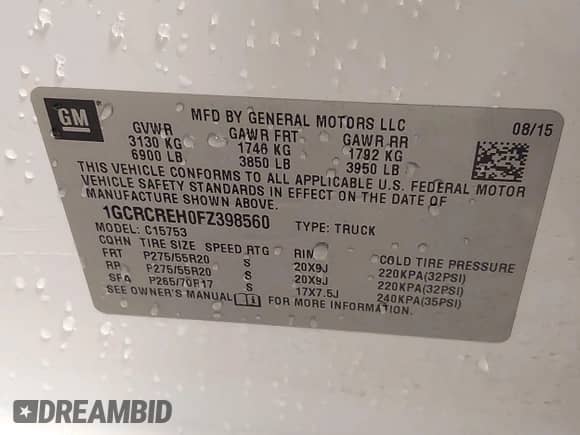 GM
MFD BY GENERAL MOTORS LLC
08/15
GVWR GAWR FRT GAWR RR
3130 KG 1746 KG 1792 KG
6900 LB 3850 LB 3950 LB
THIS VEHICLE CONFORMS TO ALL APPLICABLE U.S. FEDERAL MOTOR
VEHICLE SAFETY STANDARDS IN EFFECT ON THE DATE OF
MANUFACTURE SHOWN ABOVE.
1GCRCREH0FZ398560 TYPE: TRUCK
MODEL: C15753
CQHN TIRE SIZE SPEED RTG RIM COLD TIRE PRESSURE
FRT P275/55R20 S 20X9J 220KPA(32PSI)
RR P275/55R20 S 20X9J 220KPA(32PSI)
SPA P265/70R17 S 17X7.5J 240KPA(35PSI)
SEE OWNER'S MANUAL FOR MORE INFORMATION.
DREAMBID